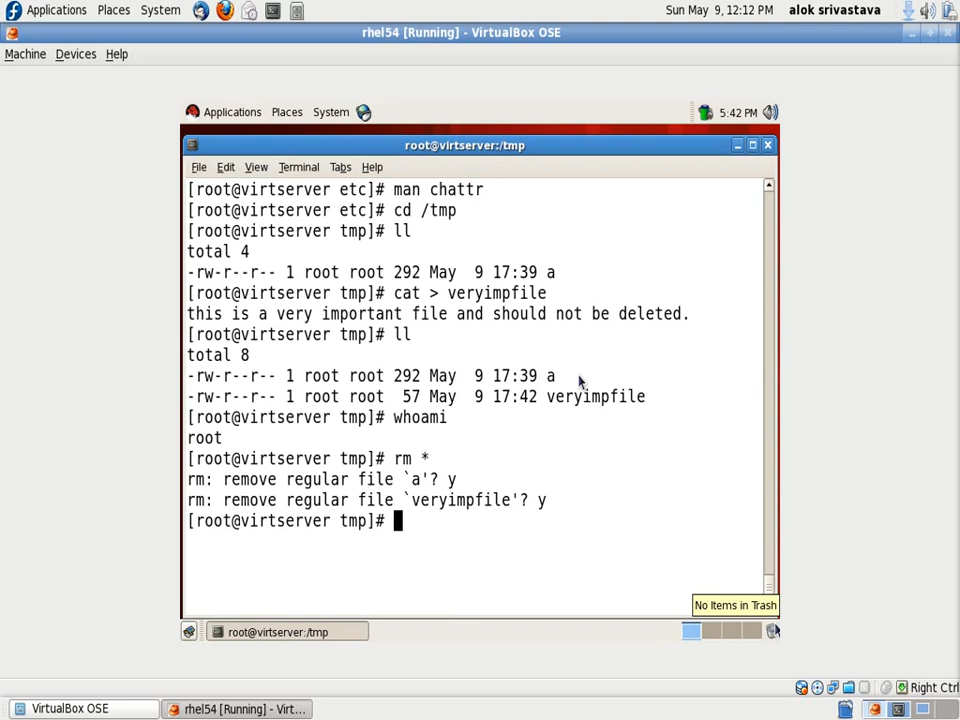 Applications Places System Sun May 9, 12:12 PM alok srivastava
rhel54 [Running] - VirtualBox OSE
Machine Devices Help
Applications Places System 5:42 PM
root@virtserver:/tmp
File Edit View Terminal Tabs Help
[root@virtserver etc]# man chattr
[root@virtserver etc]# cd /tmp
[root@virtserver tmp]# ll
total 4
-rw-r--r-- 1 root root 292 May  9 17:39 a
[root@virtserver tmp]# cat > veryimpfile
this is a very important file and should not be deleted.
[root@virtserver tmp]# ll
total 8
-rw-r--r-- 1 root root 292 May  9 17:39 a
-rw-r--r-- 1 root root  57 May  9 17:42 veryimpfile
[root@virtserver tmp]# whoami
root
[root@virtserver tmp]# rm *
rm: remove regular file `a'? y
rm: remove regular file `veryimpfile'? y
[root@virtserver tmp]#
No Items in Trash
root@virtserver:/tmp
Right Ctrl
VirtualBox OSE rhel54 [Running] - Virt...